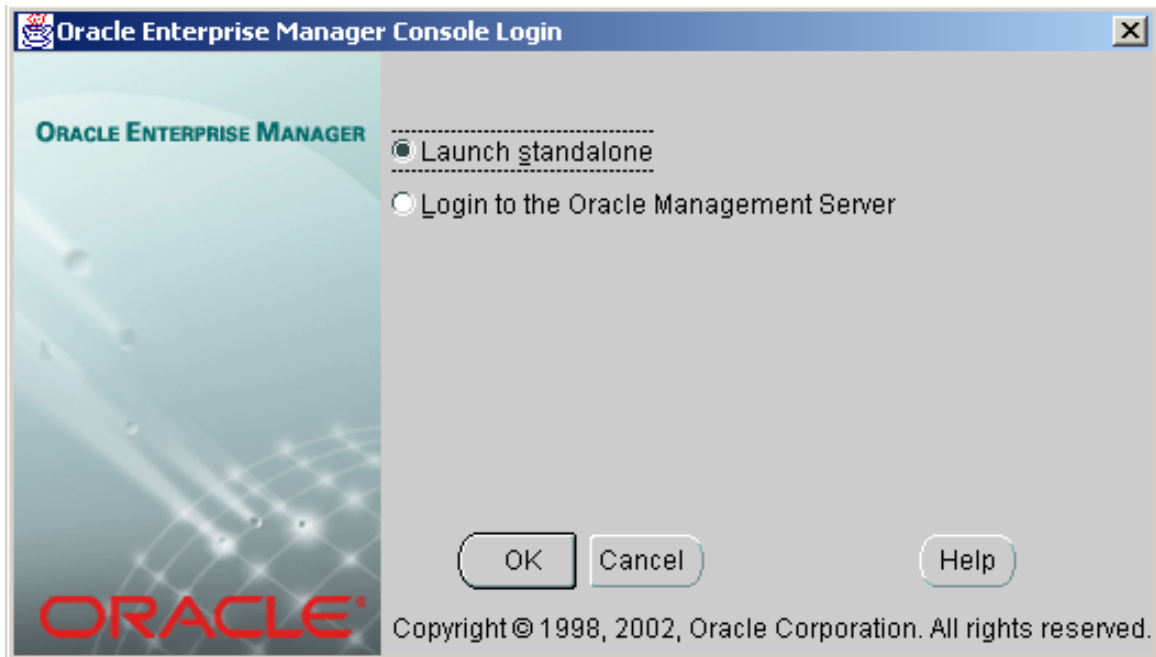 Oracle Enterprise Manager Console Login
ORACLE ENTERPRISE MANAGER
Launch standalone
Login to the Oracle Management Server
OK Cancel Help
ORACLE
Copyright © 1998, 2002, Oracle Corporation. All rights reserved.